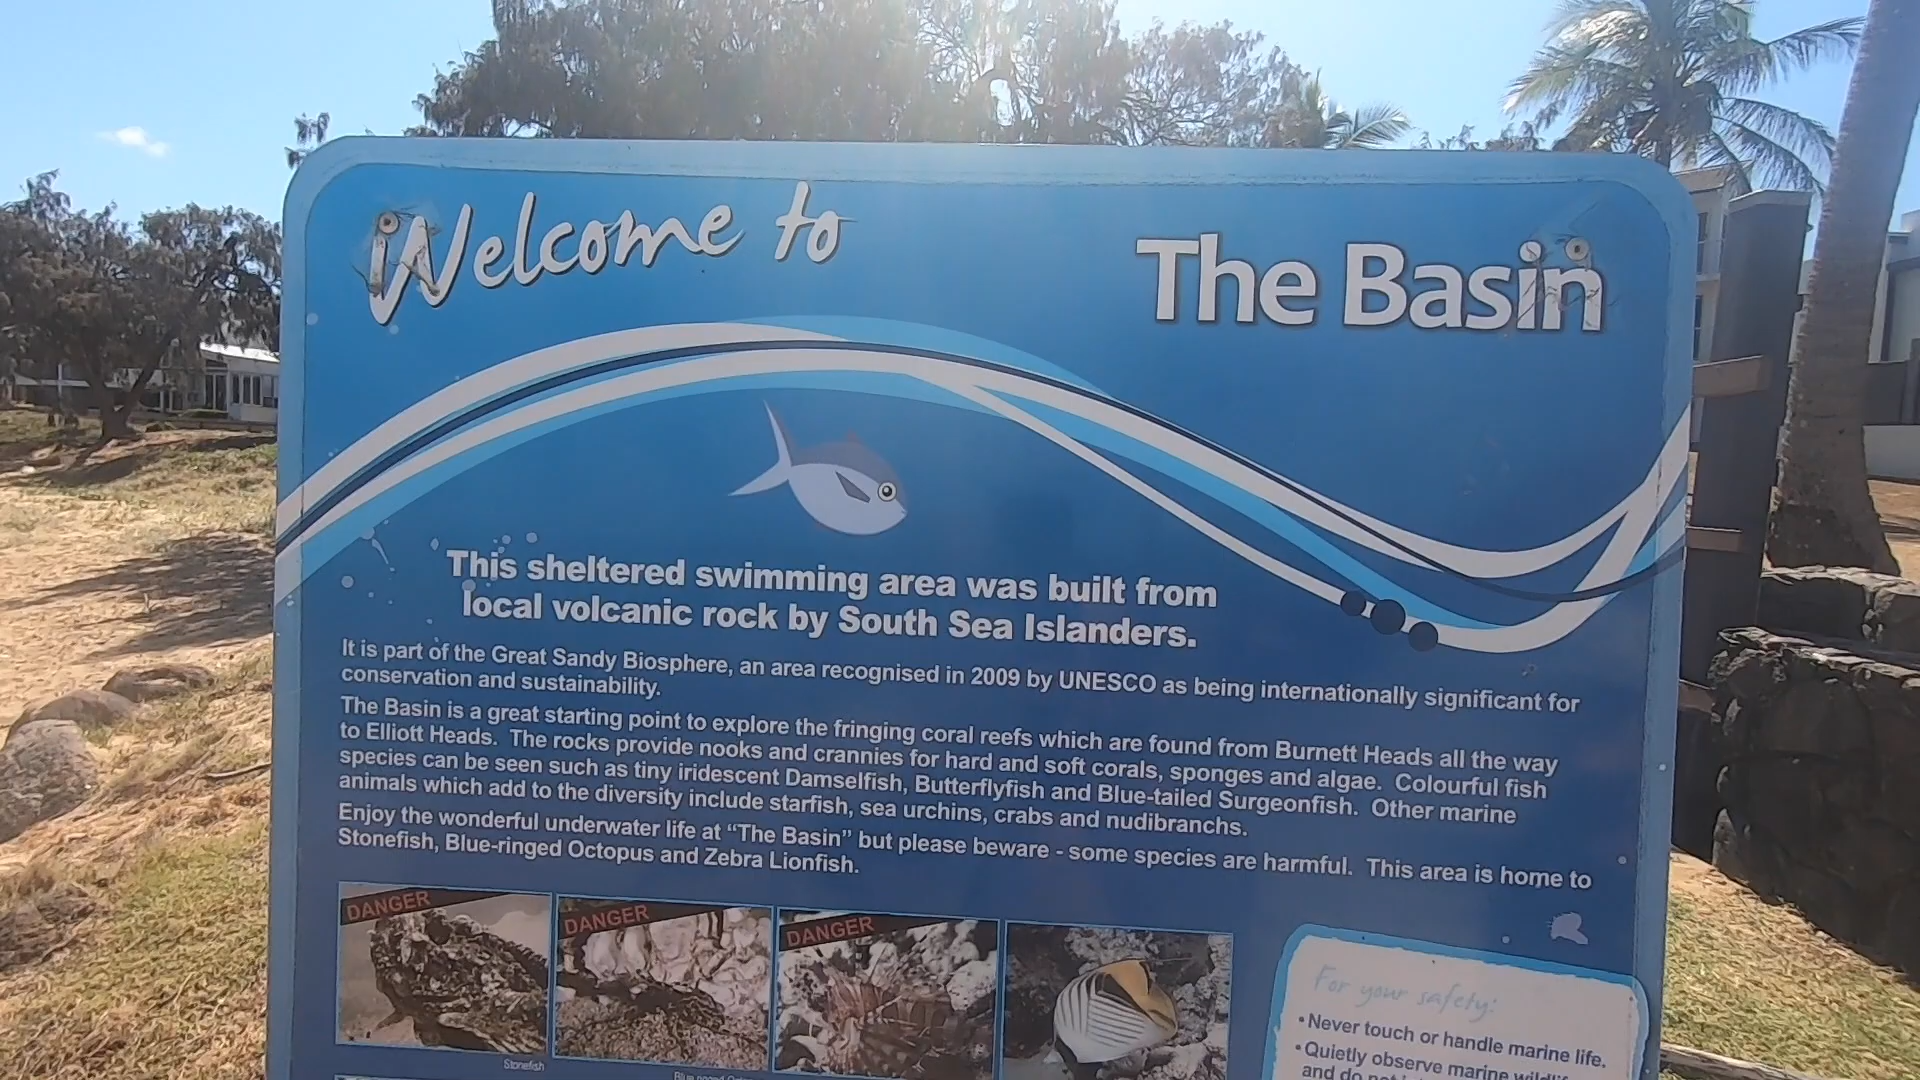 Welcome to
The Basin
This sheltered swimming area was built from
local volcanic rock by South Sea Islanders.
It is part of the Great Sandy Biosphere, an area recognised in 2009 by UNESCO as being internationally significant for
conservation and sustainability.
The Basin is a great starting point to explore the fringing coral reefs which are found from Burnett Heads all the way
to Elliott Heads. The rocks provide nooks and crannies for hard and soft corals, sponges and algae. Colourful fish
species can be seen such as tiny iridescent Damselfish, Butterflyfish and Blue-tailed Surgeonfish. Other marine
animals which add to the diversity include starfish, sea urchins, crabs and nudibranchs.
Enjoy the wonderful underwater life at “The Basin” but please beware - some species are harmful. This area is home to
Stonefish, Blue-ringed Octopus and Zebra Lionfish.
DANGER
DANGER
DANGER
Stonefish
For your safety:
•Never touch or handle marine life.
•Quietly observe marine
and do not